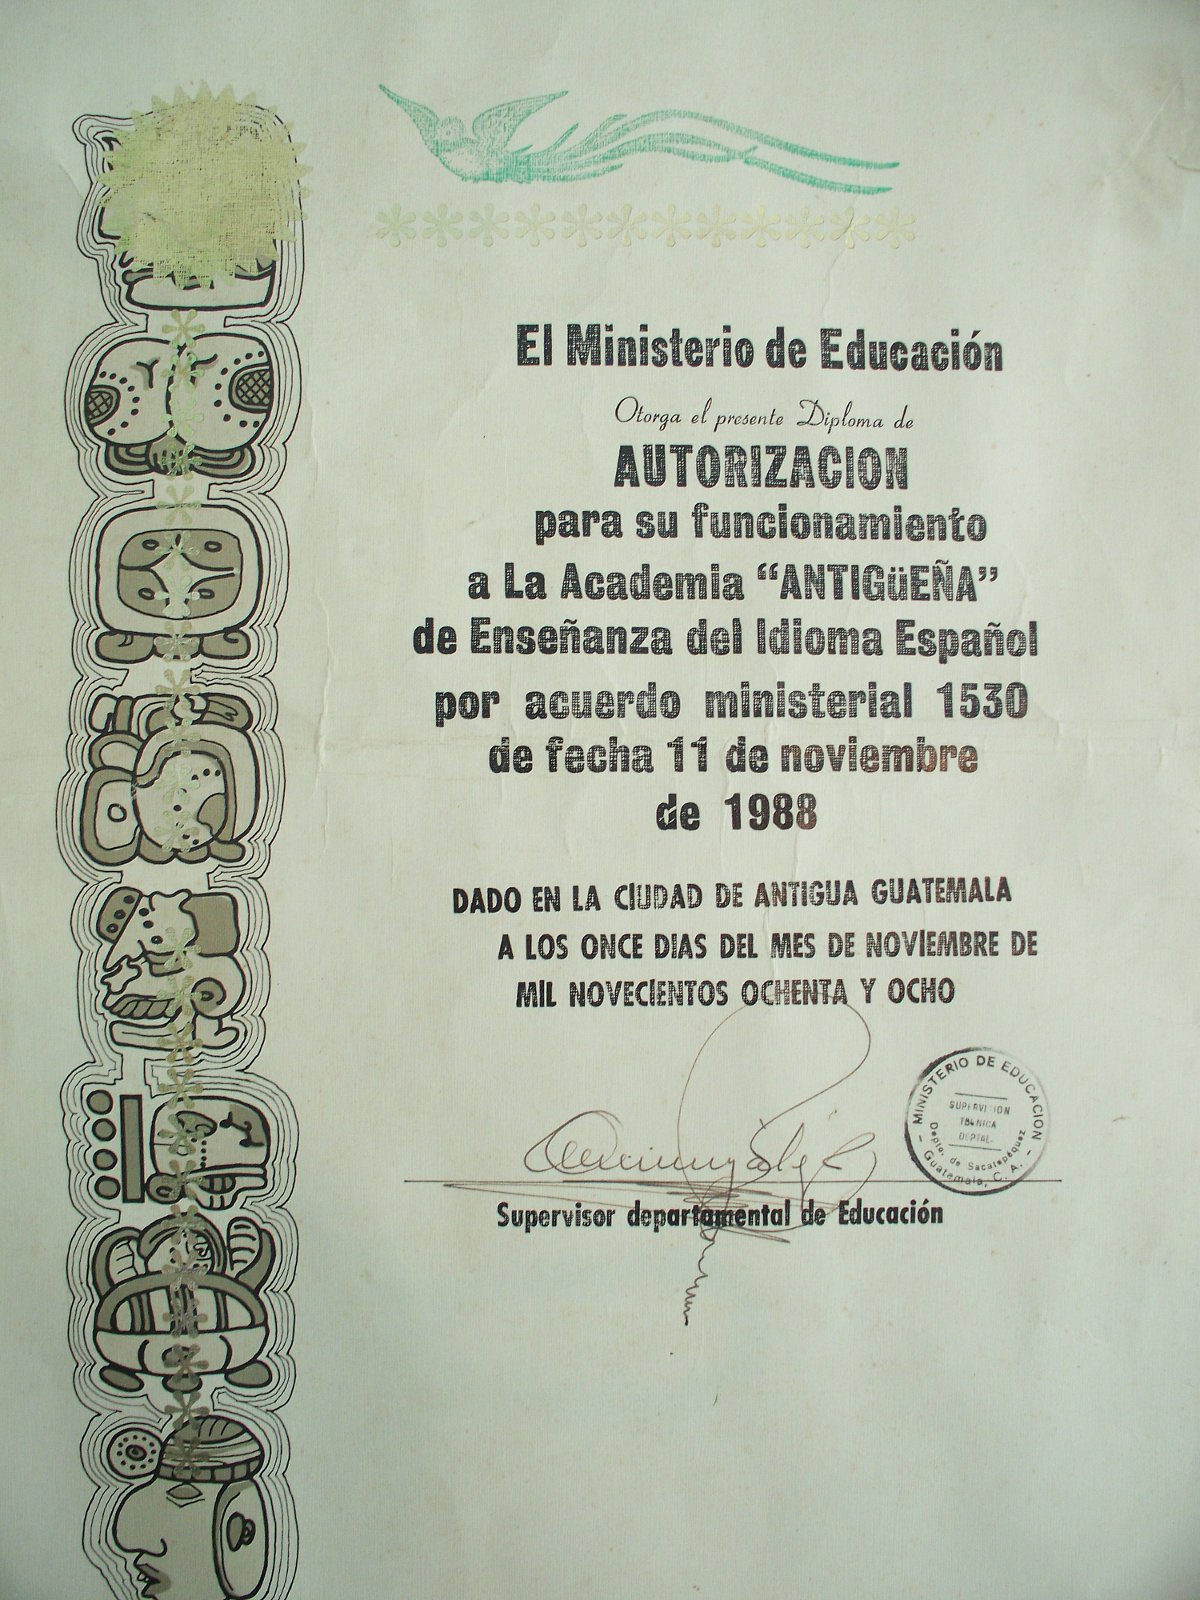 El Ministerio de Educación
Otorga el presente Diploma de
AUTORIZACION
para su funcionamiento
a La Academia “ANTIGüEÑA”
de Enseñanza del Idioma Español
por acuerdo ministerial 1530
de fecha 11 de noviembre
de 1988
DADO EN LA CIUDAD DE ANTIGUA GUATEMALA
A LOS ONCE DIAS DEL MES DE NOVIEMBRE DE
MIL NOVECIENTOS OCHENTA Y OCHO
MINISTERIO DE EDUCACION
SUPERVISION
TECNICA
DEPTAL.
Depto. de Sacatepéquez
Guatemala, C. A.
Supervisor departamental de Educación